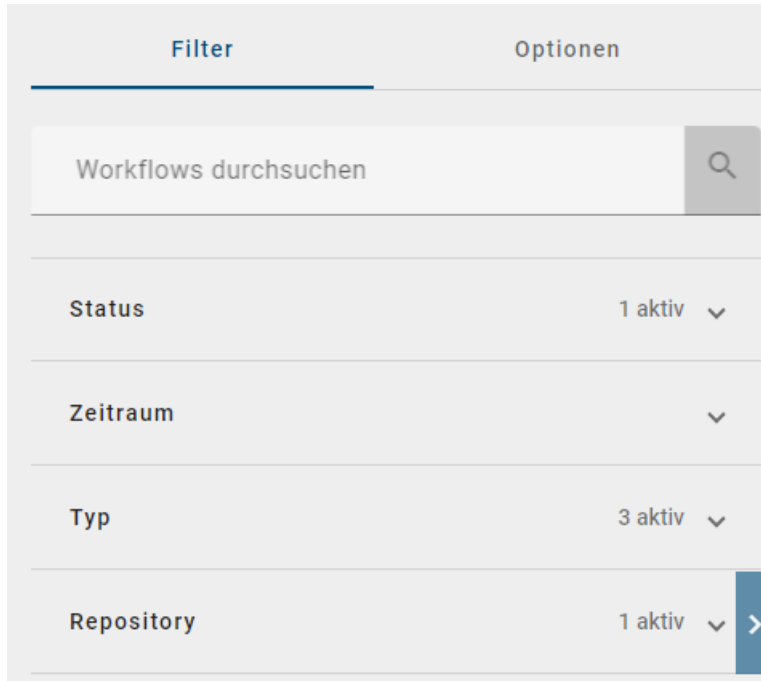 Filter Optionen
Workflows durchsuchen
Status 1 aktiv
Zeitraum
Typ 3 aktiv
Repository 1 aktiv